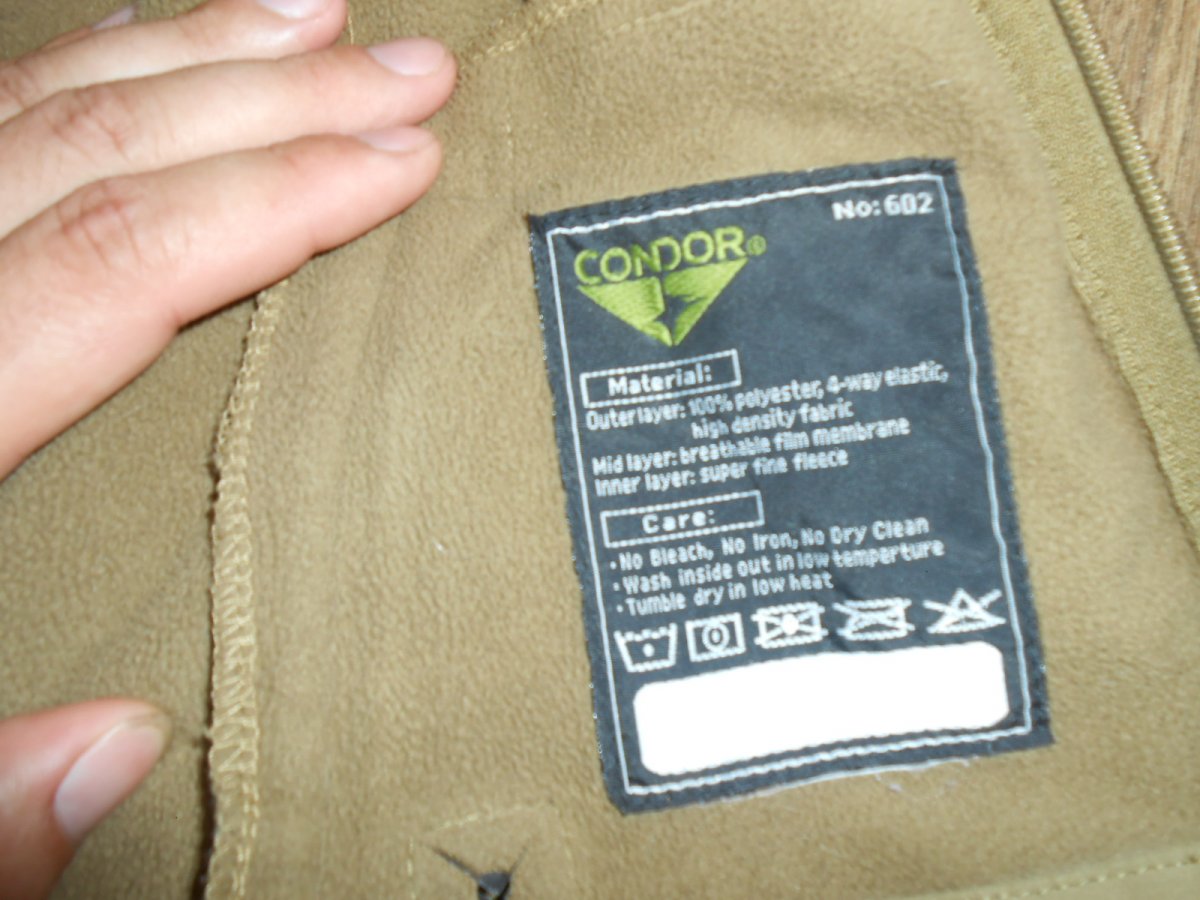 No: 602
CONDOR®
Material:
Outer layer: 100% polyester, 4-way elastic,
high density fabric
Mid layer: breathable film membrane
Inner layer: super fine fleece
Care:
• No Bleach, No Iron, No Dry Clean
• Wash inside out in low temperture
• Tumble dry in low heat